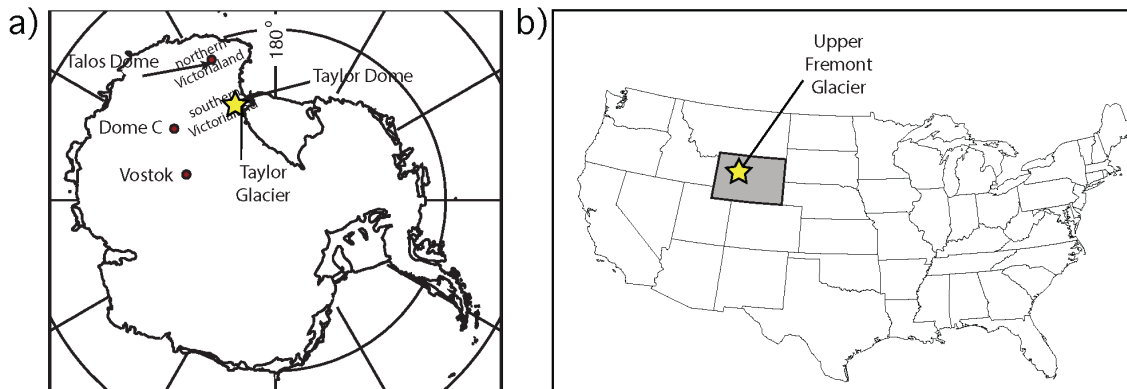 a)
Talos Dome
northern
Victorialand
180°
Taylor Dome
southern
Victorialand
Dome C
Vostok
Taylor
Glacier
b)
Upper
Fremont
Glacier